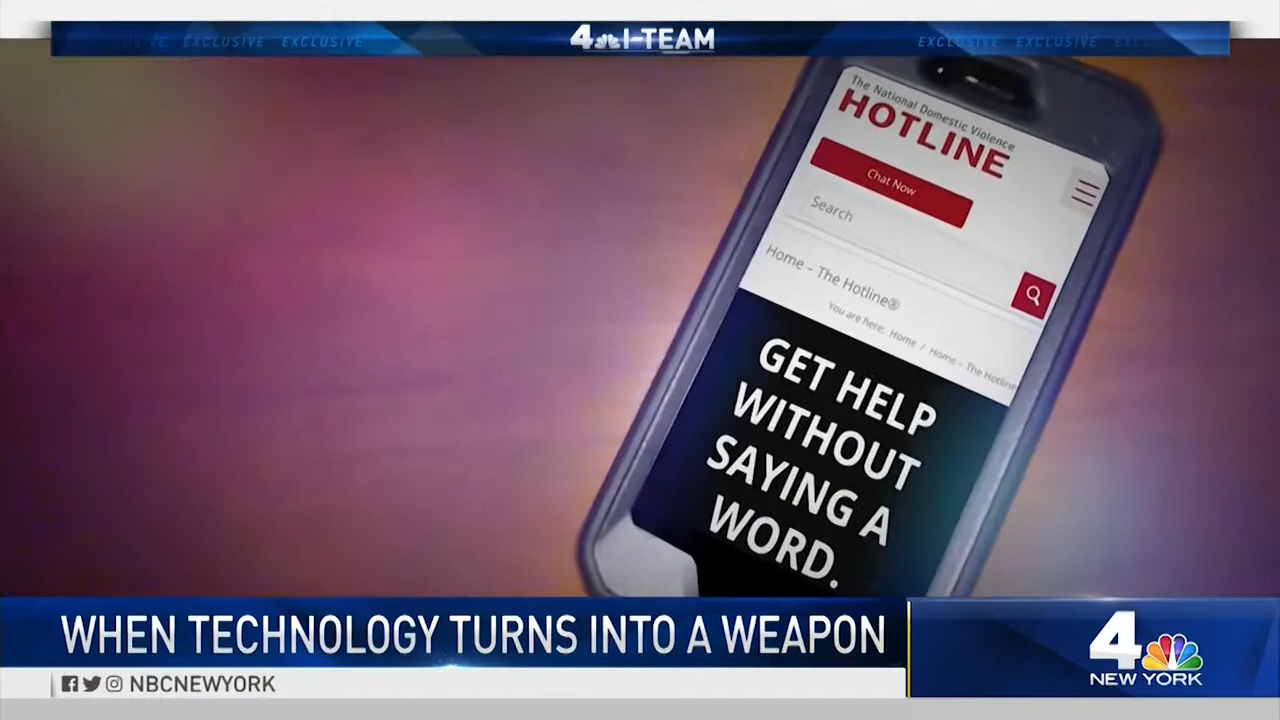 EXCLUSIVE EXCLUSIVE EXCLUSIVE
4 I-TEAM
EXCLUSIVE EXCLUSIVE
The National Domestic Violence
HOTLINE
Chat Now
Search
Home – The Hotline®
You are here: Home / Home – The Hotline
GET HELP
WITHOUT
SAYING A
WORD.
WHEN TECHNOLOGY TURNS INTO A WEAPON
NBCNEWYORK
4
NEW YORK